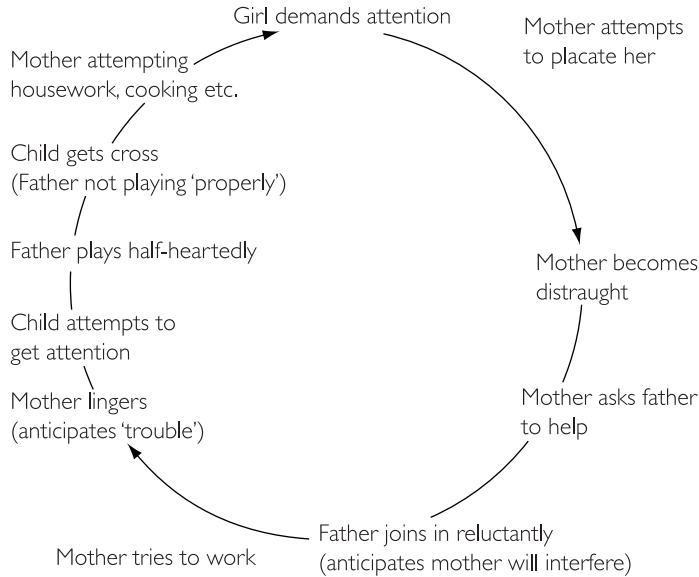 Girl demands attention
Mother attempts
to placate her
Mother becomes
distraught
Mother asks father
to help
Father joins in reluctantly
(anticipates mother will interfere)
Mother tries to work
Mother lingers
(anticipates ‘trouble’)
Child attempts to
get attention
Father plays half-heartedly
Child gets cross
(Father not playing ‘properly’)
Mother attempting
housework, cooking etc.